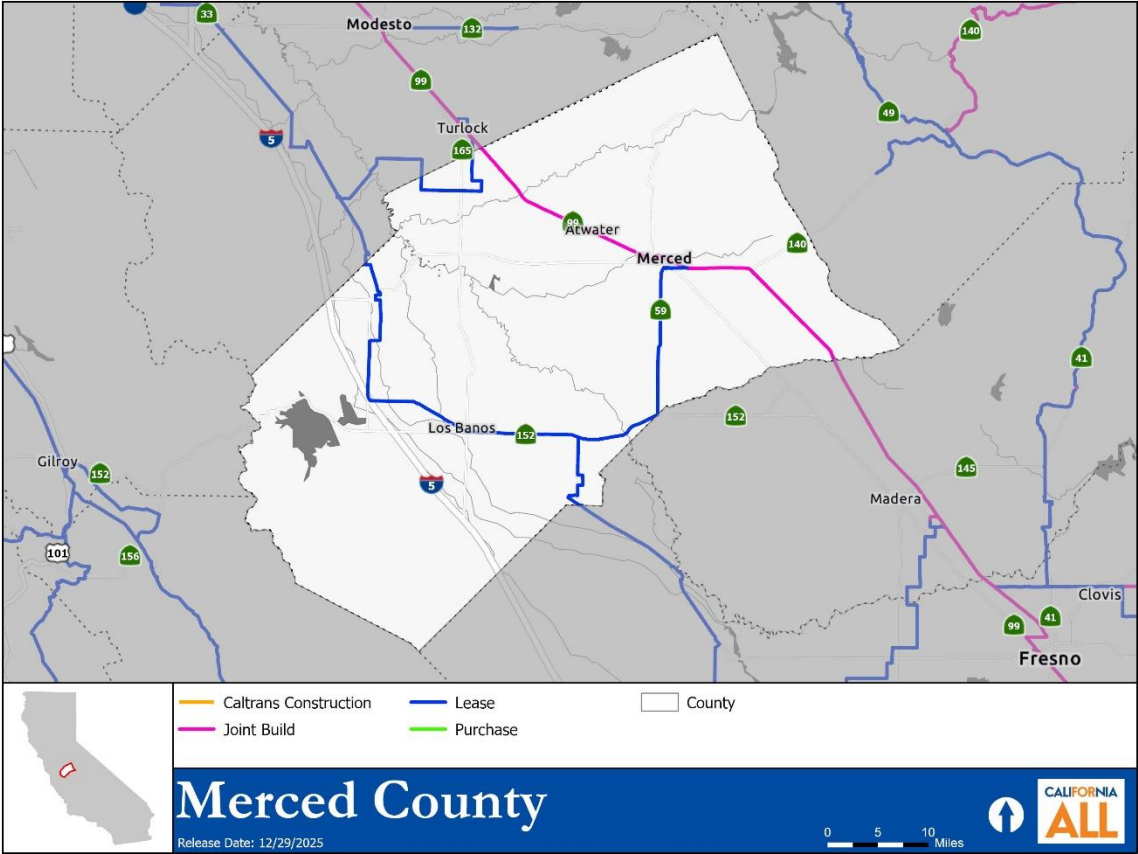 33
Modesto
132
140
99
49
5
Turlock
165
99
Atwater
140
Merced
59
41
Los Banos
152
152
Gilroy
152
5
145
Madera
101
156
Clovis
99
41
Fresno
Caltrans Construction
Lease
County
Joint Build
Purchase
Merced County
Release Date: 12/29/2025
0 5 10
Miles
CALIFORNIA
ALL